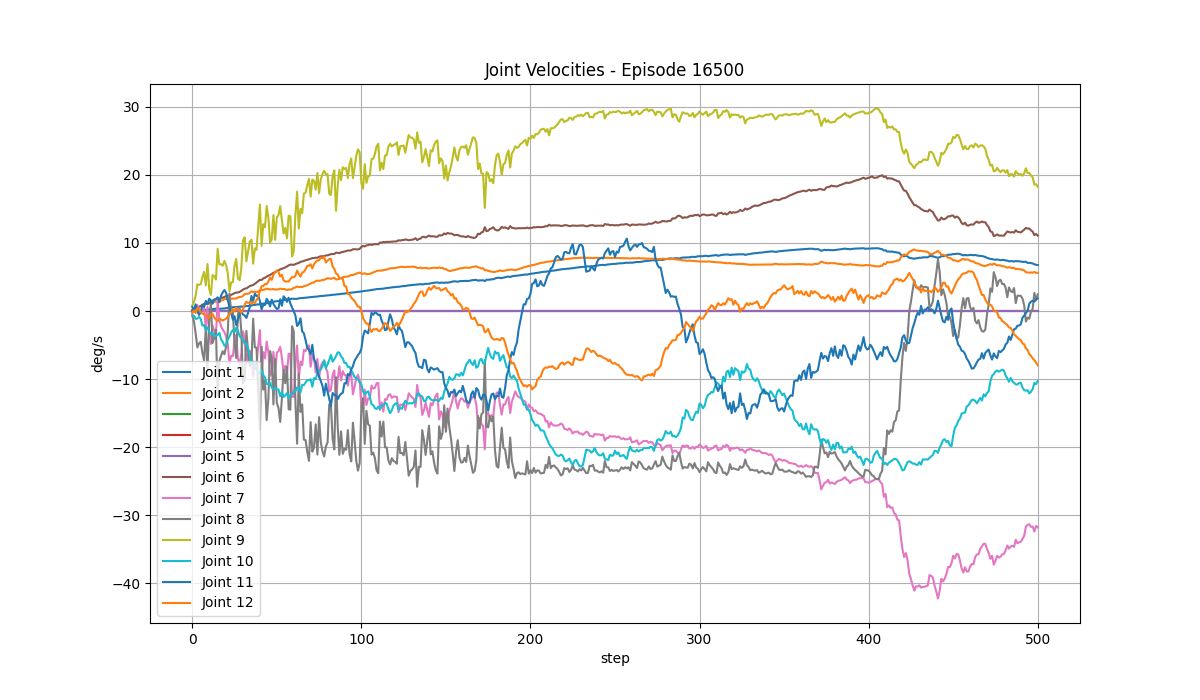 Joint Velocities - Episode 16500
30
20
10
0
−10
−20
−30
−40
deg/s
Joint 1
Joint 2
Joint 3
Joint 4
Joint 5
Joint 6
Joint 7
Joint 8
Joint 9
Joint 10
Joint 11
Joint 12
0 100 200 300 400 500
step